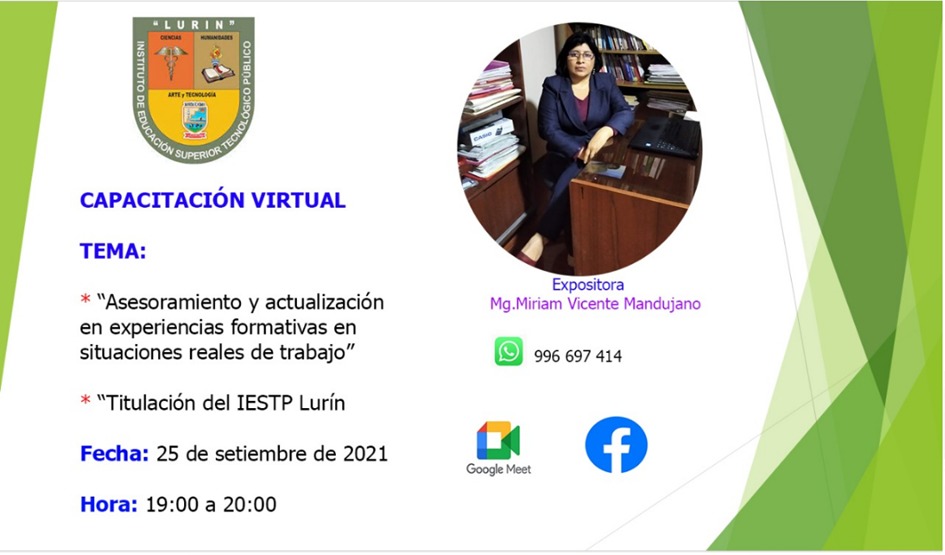 "LURIN"
CIENCIAS
HUMANIDADES
ARTE y TECNOLOGÍA
INSTITUTO DE EDUCACIÓN SUPERIOR TECNOLÓGICO PÚBLICO
CAPACITACIÓN VIRTUAL
TEMA:
* “Asesoramiento y actualización
en experiencias formativas en
situaciones reales de trabajo”
* “Titulación del IESTP Lurín
Fecha: 25 de setiembre de 2021
Hora: 19:00 a 20:00
CASIO
Expositora
Mg.Miriam Vicente Mandujano
996 697 414
Google Meet